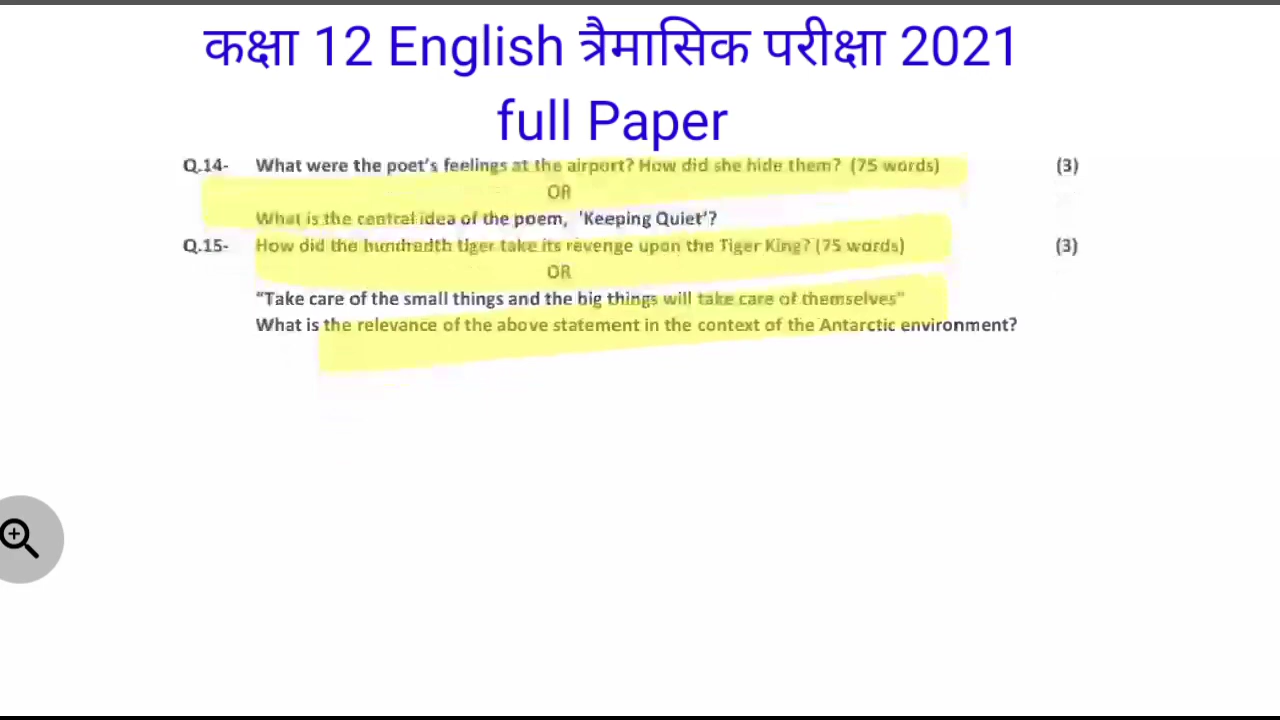 कक्षा 12 English त्रैमासिक परीक्षा 2021
full Paper
Q.14- What were the poet's feelings at the airport? How did she hide them? (75 words) (3)
OR
What is the central idea of the poem, 'Keeping Quiet'?
Q.15- How did the hundredth tiger take its revenge upon the Tiger King? (75 words) (3)
OR
“Take care of the small things and the big things will take care of themselves”
What is the relevance of the above statement in the context of the Antarctic environment?